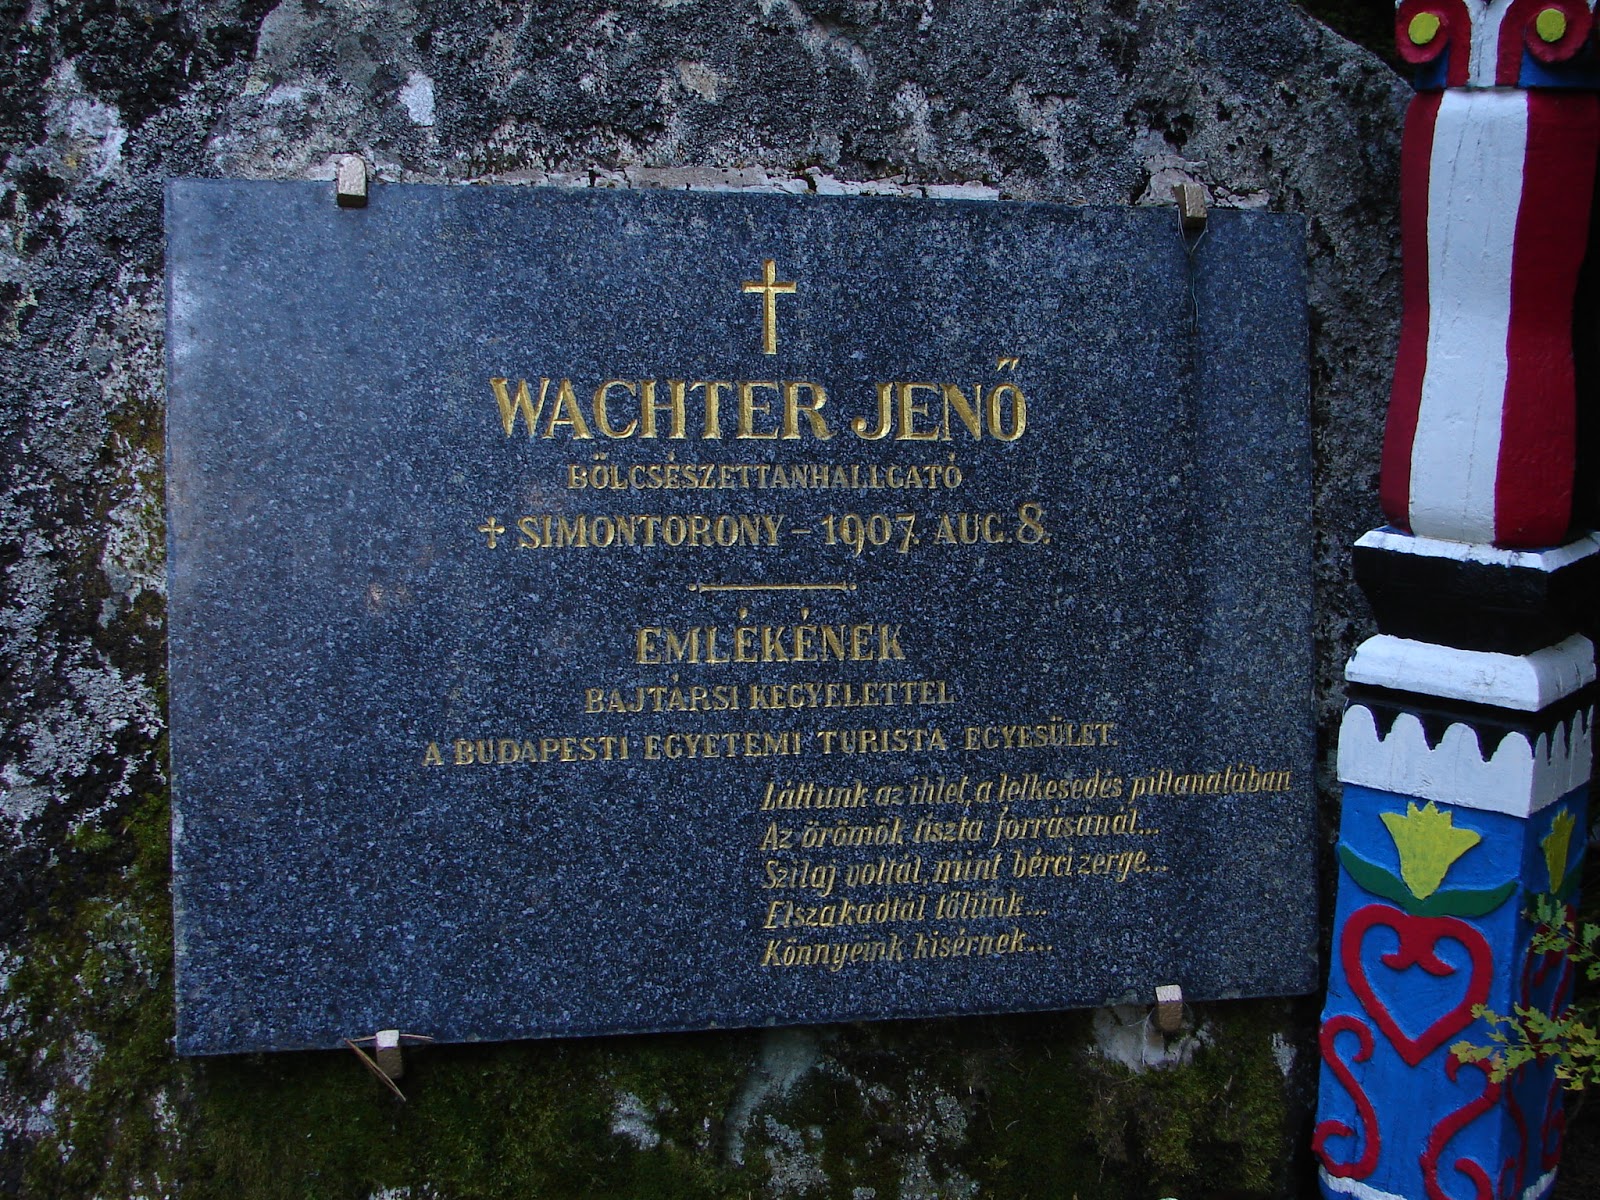 WACHTER JENŐ
BÖLCSÉSZETTANHALLGATÓ
✝ SIMONTORONY – 1907. AUG. 8.
EMLÉKÉNEK
BAJTÁRSI KEGYELETTEL
A BUDAPESTI EGYETEMI TURISTA EGYESÜLET.
Láttunk az ihlet, a lelkesedés pillanatában
Az örömök tiszta forrásánál...
Szilaj voltál, mint bérci zerge...
Elszakadtál tőlünk...
Könnyeink kisérnek...